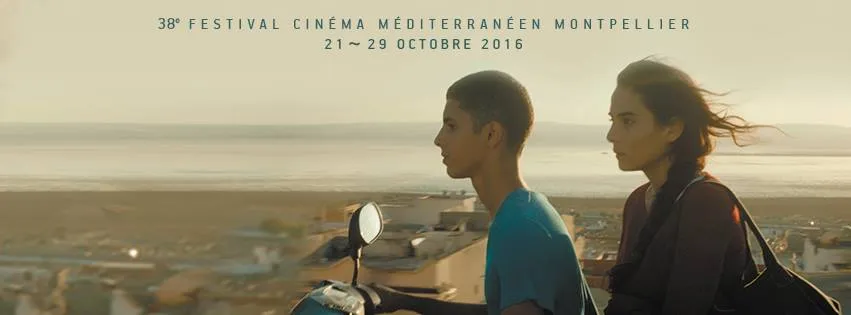 38e FESTIVAL CINÉMA MÉDITERRANÉEN MONTPELLIER
21~29 OCTOBRE 2016